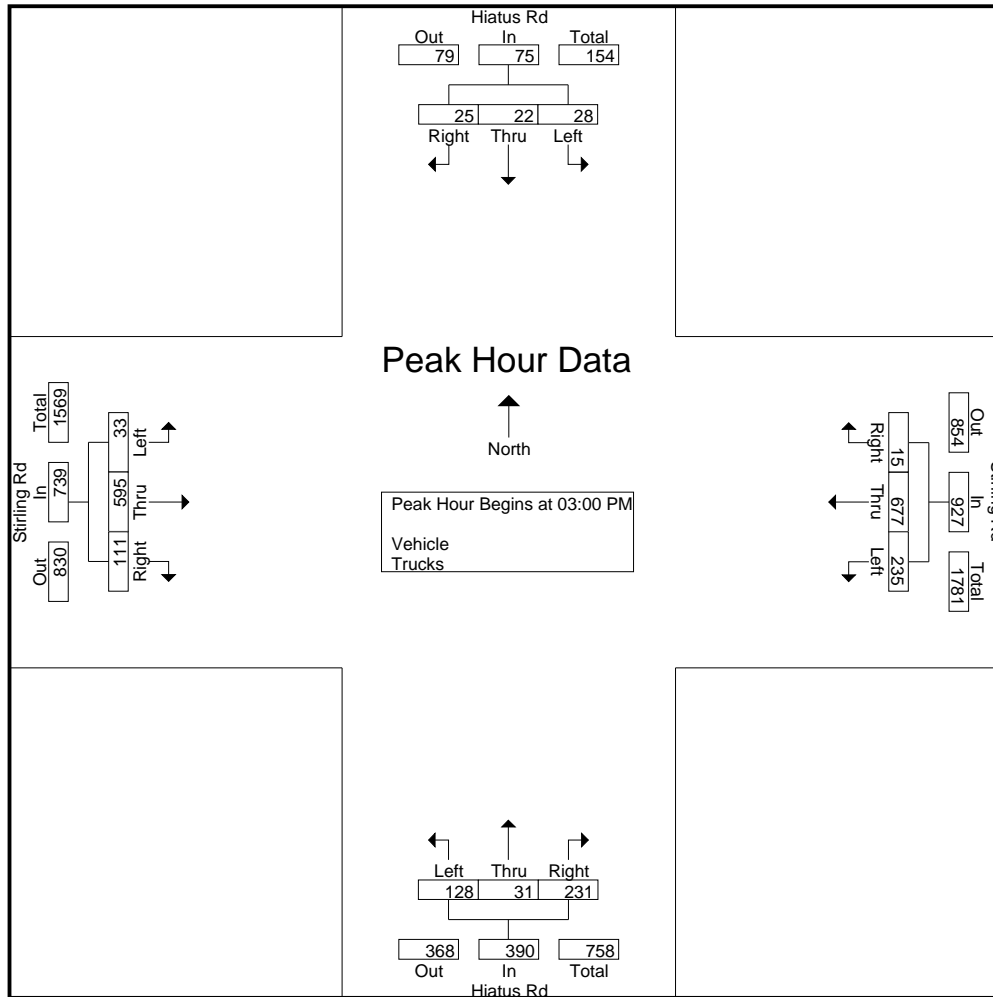 Hiatus Rd
Out In Total
79 75 154
25 22 28
Right Thru Left
Peak Hour Data
North
Peak Hour Begins at 03:00 PM
Vehicle
Trucks
Stirling Rd
Total In Out
1569 739 830
33 595 111
Left Thru Right
Right Thru Left
15 677 235
Out In Total
854 927 1781
Left Thru Right
128 31 231
368 390 758
Out In Total
Hiatus Rd